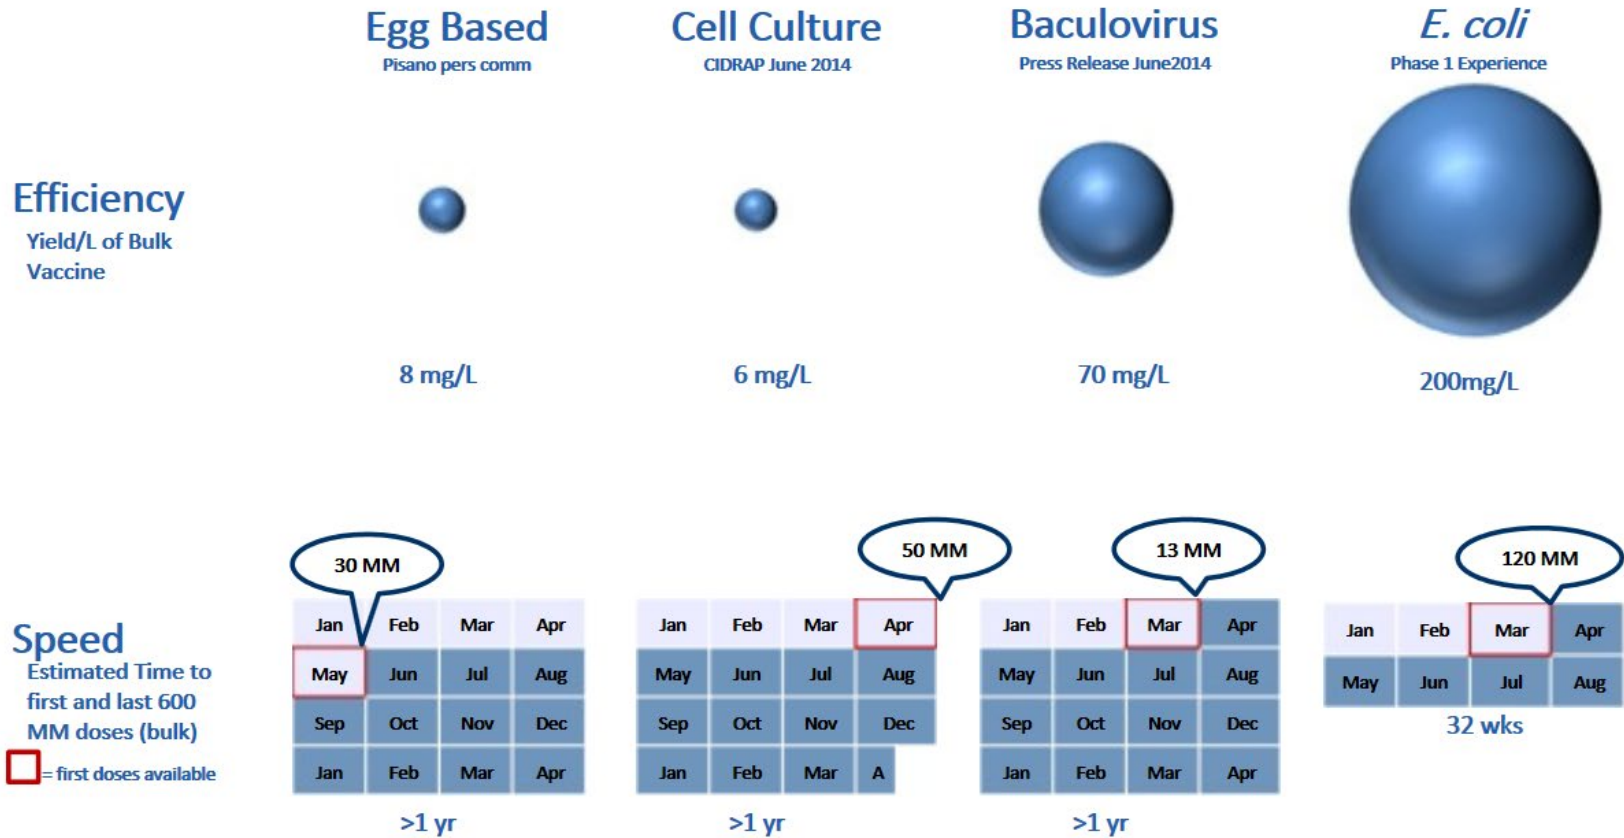 Egg Based
Pisano pers comm
Cell Culture
CIDRAP June 2014
Baculovirus
Press Release June2014
E. coli
Phase 1 Experience
Efficiency
Yield/L of Bulk
Vaccine
8 mg/L
6 mg/L
70 mg/L
200mg/L
Speed
Estimated Time to
first and last 600
MM doses (bulk)
= first doses available
30 MM
Jan Feb Mar Apr
May Jun Jul Aug
Sep Oct Nov Dec
Jan Feb Mar Apr
>1 yr
50 MM
Jan Feb Mar Apr
May Jun Jul Aug
Sep Oct Nov Dec
Jan Feb Mar A
>1 yr
13 MM
Jan Feb Mar Apr
May Jun Jul Aug
Sep Oct Nov Dec
Jan Feb Mar Apr
>1 yr
120 MM
Jan Feb Mar Apr
May Jun Jul Aug
32 wks